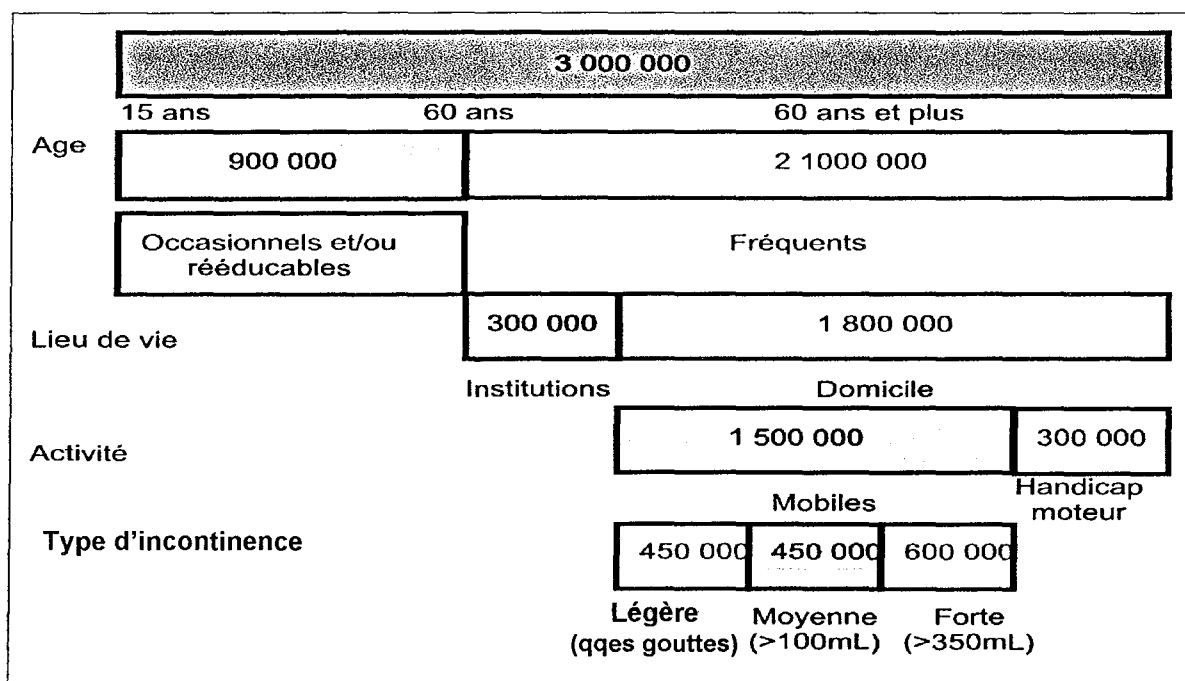 3 000 000
15 ans 60 ans 60 ans et plus
Age
900 000 2 1000 000
Occasionnels et/ou
rééducables
Fréquents
300 000 1 800 000
Lieu de vie
Institutions Domicile
1 500 000 300 000
Activité
Mobiles
Handicap
moteur
Type d'incontinence
450 000 450 000 600 000
Légère Moyenne Forte
(qqes gouttes) (>100mL) (>350mL)